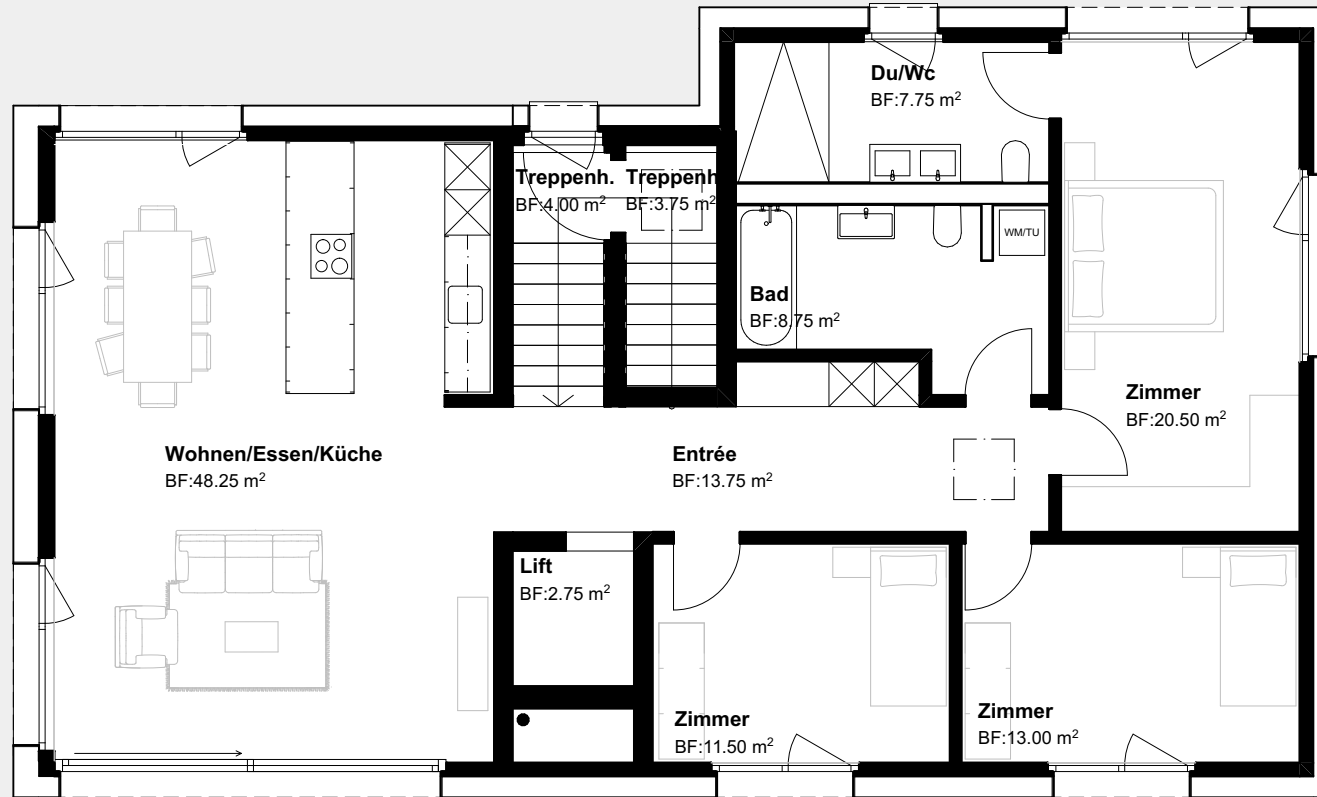 Du/Wc
BF:7.75 m²
Treppenh.
BF:4.00 m²
Treppenh
BF:3.75 m²
WM/TU
Bad
BF:8.75 m²
Zimmer
BF:20.50 m²
Wohnen/Essen/Küche
BF:48.25 m²
Entrée
BF:13.75 m²
Lift
BF:2.75 m²
Zimmer
BF:11.50 m²
Zimmer
BF:13.00 m²